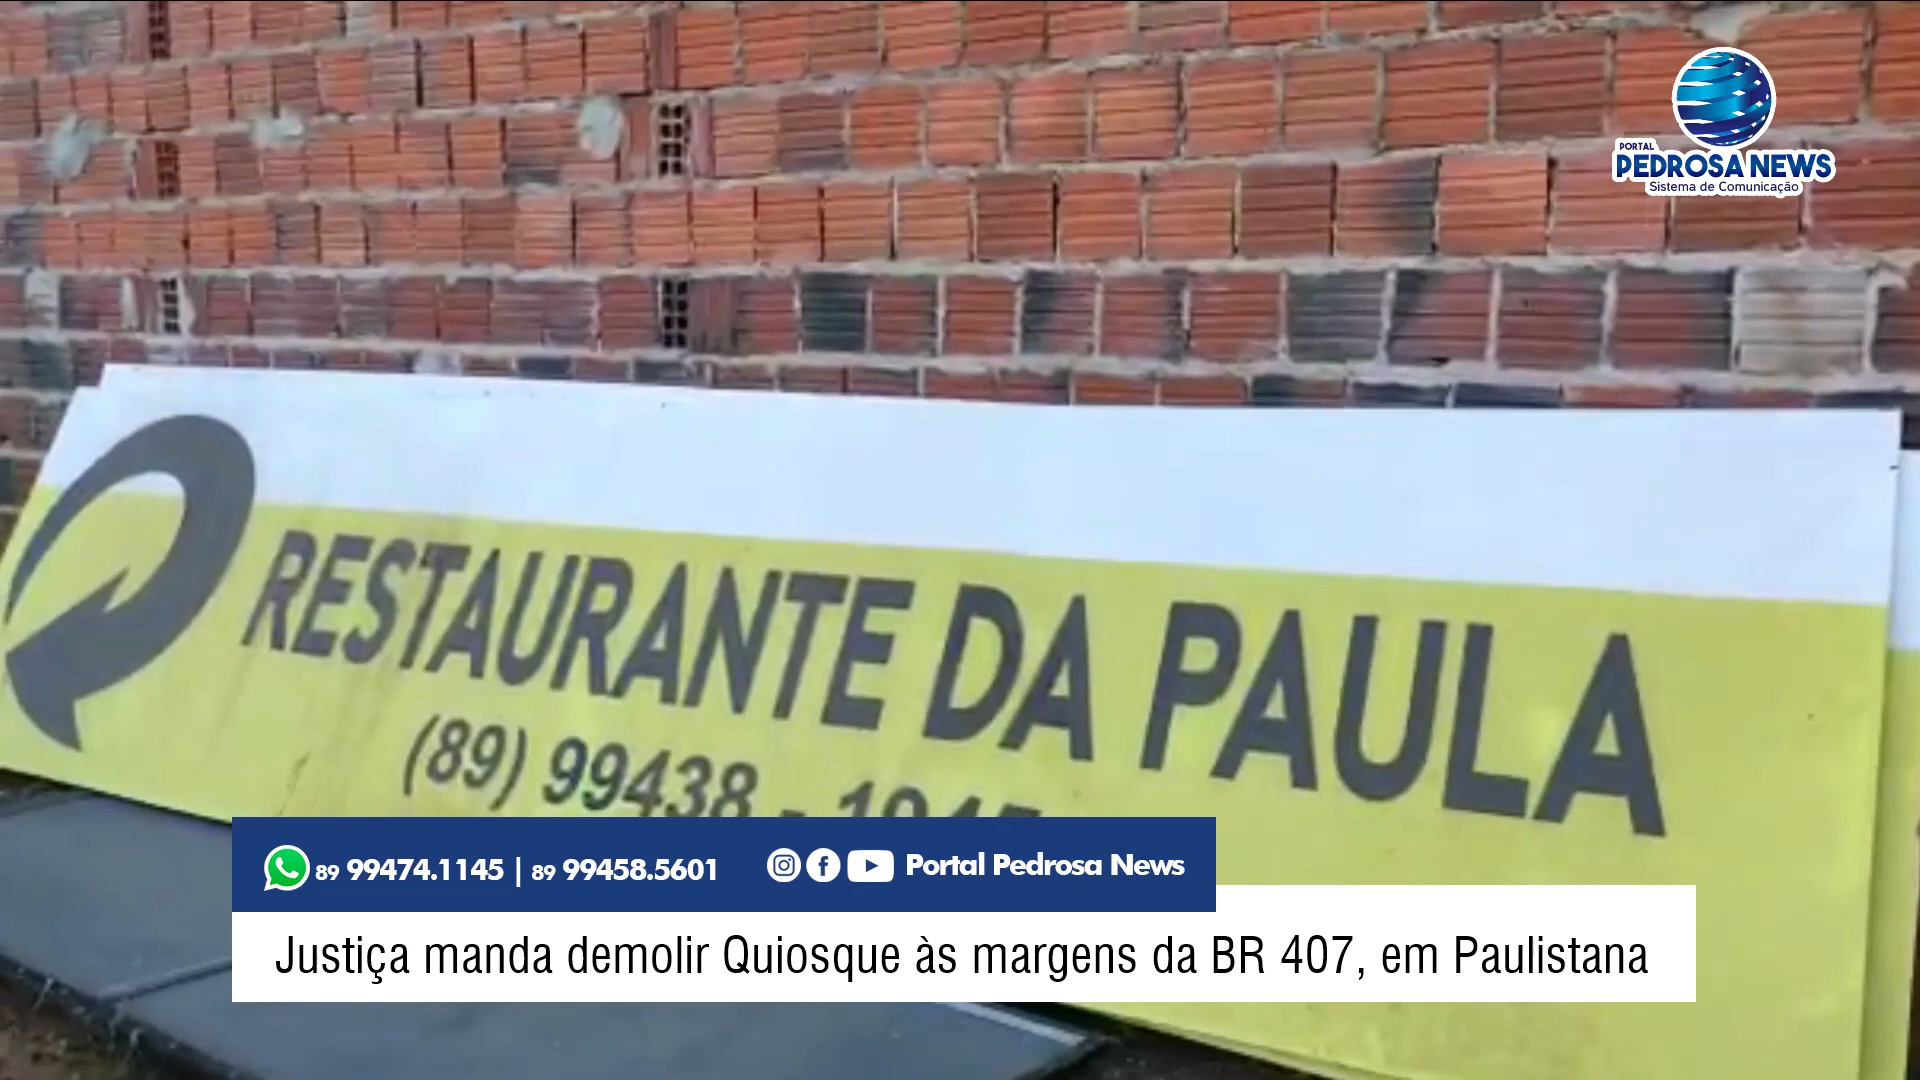 PORTAL
PEDROSA NEWS
Sistema de Comunicação
RESTAURANTE DA PAULA
(89) 99438 -
89 99474.1145 | 89 99458.5601 Portal Pedrosa News
Justiça manda demolir Quiosque às margens da BR 407, em Paulistana